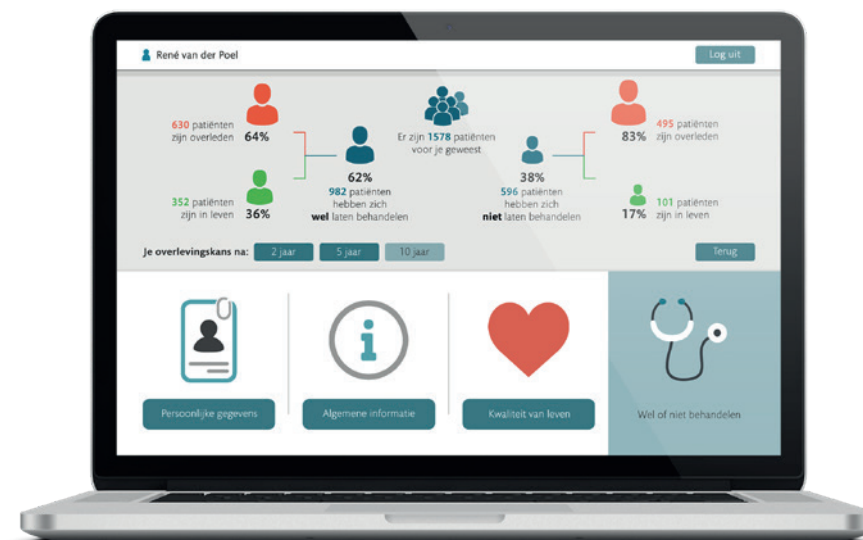 René van der Poel
Log uit
630 patiënten
zijn overleden
64%
352 patiënten
zijn in leven
36%
62%
982 patiënten
hebben zich
wel laten behandelen
Er zijn 1578 patiënten
voor je geweest
38%
596 patiënten
hebben zich
niet laten behandelen
83%
495 patiënten
zijn overleden
17%
101 patiënten
zijn in leven
Je overlevingskans na:
2 jaar
5 jaar
10 jaar
Terug
Persoonlijke gegevens
Algemene informatie
Kwaliteit van leven
Wel of niet behandelen